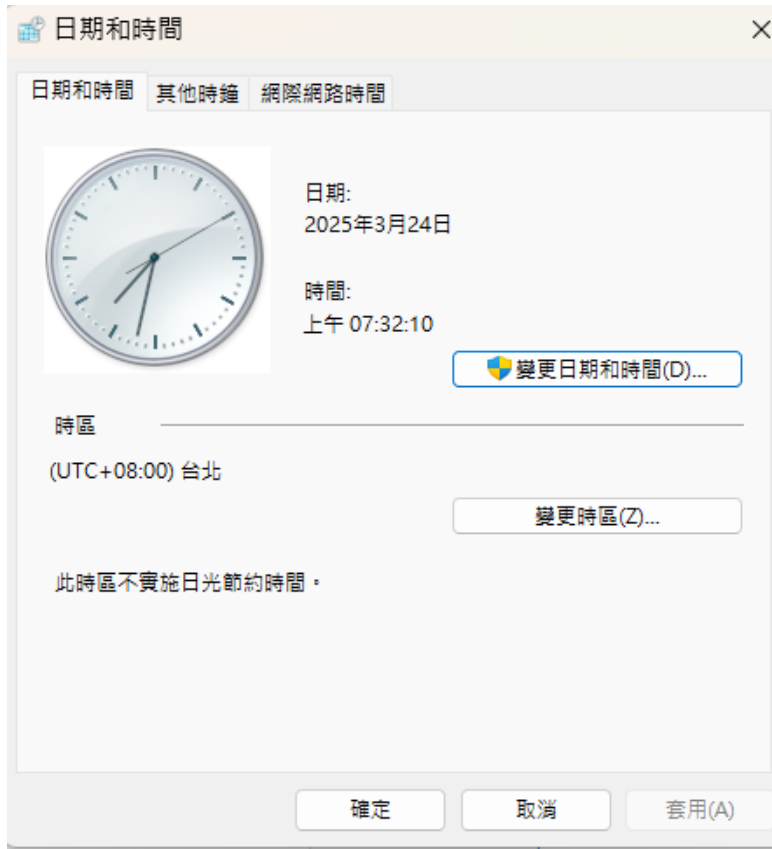 日期和時間
日期和時間 其他時鐘 網際網路時間
日期:
2025年3月24日
時間:
上午 07:32:10
變更日期和時間(D)...
時區
(UTC+08:00) 台北
變更時區(Z)...
此時區不實施日光節約時間。
確定 取消 套用(A)